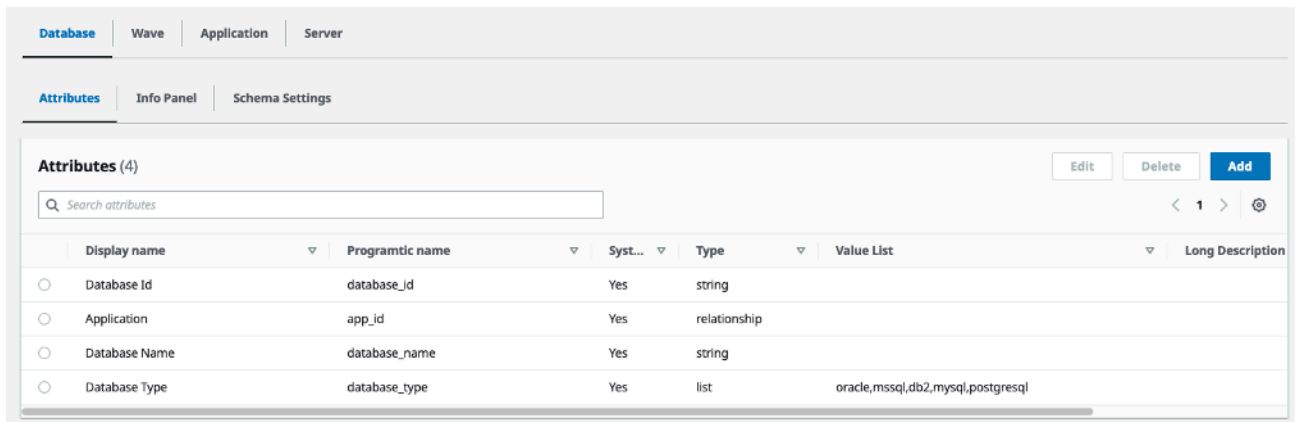 Database Wave Application Server
Attributes Info Panel Schema Settings
Attributes (4) Edit Delete Add
Search attributes 1
Display name Programtic name Syst... Type Value List Long Description
Database Id database_id Yes string
Application app_id Yes relationship
Database Name database_name Yes string
Database Type database_type Yes list oracle,mssql,db2,mysql,postgresql